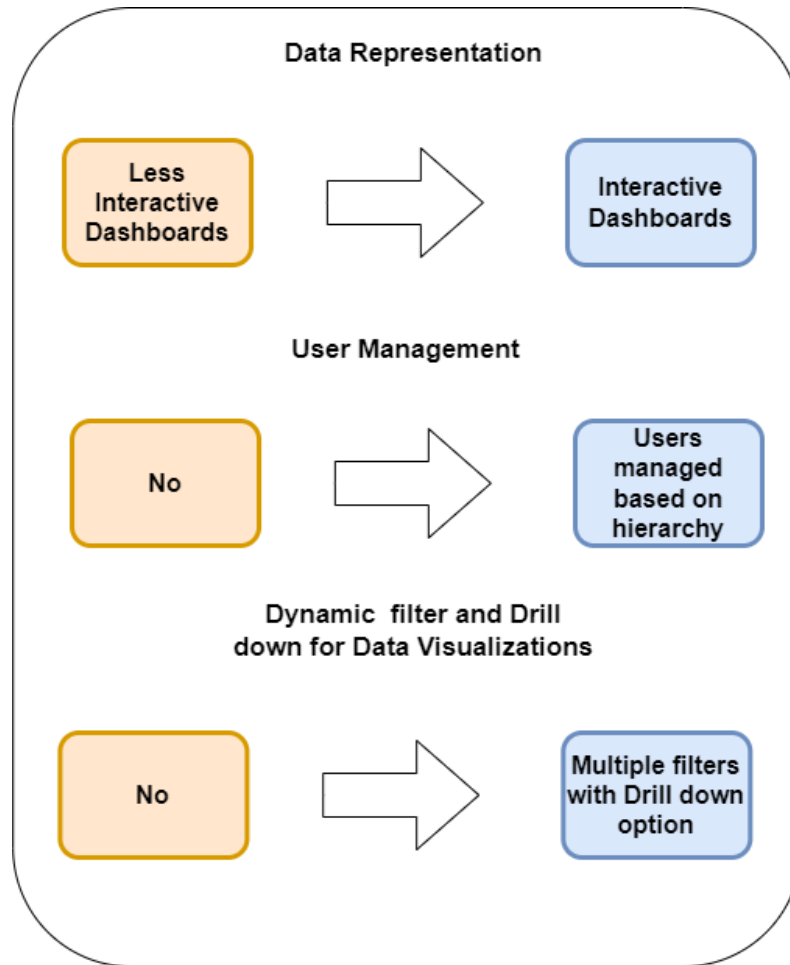 Data Representation
Less
Interactive
Dashboards
Interactive
Dashboards
User Management
No
Users
managed
based on
hierarchy
Dynamic  filter and Drill
down for Data Visualizations
No
Multiple filters
with Drill down
option